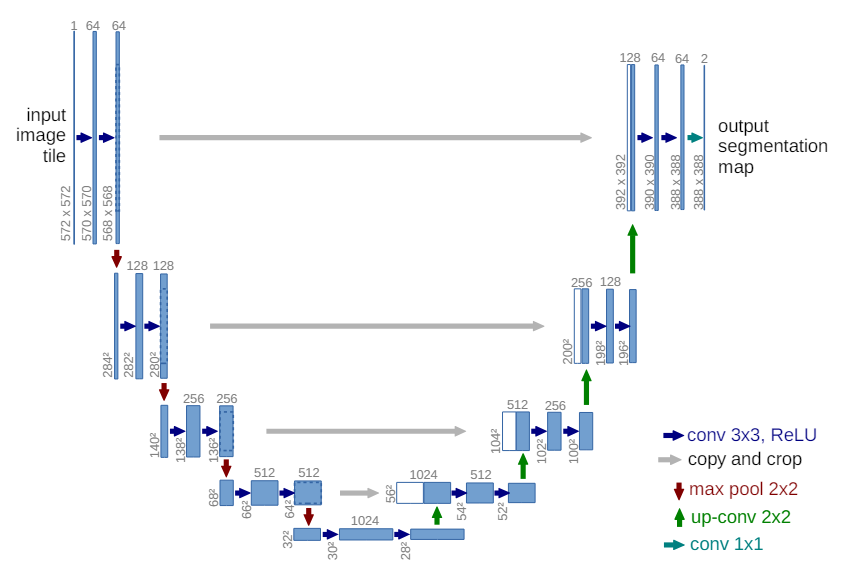 1 64 64
128 64 64 2
input
image
tile
output
segmentation
map
572 x 572
570 x 570
568 x 568
392 x 392
390 x 390
388 x 388
388 x 388
128 128
256 128
284²
282²
280²
200²
198²
196²
256 256
512 256
140²
138²
136²
104²
102²
100²
512 512
1024 512
68²
66²
64²
56²
54²
52²
1024
32²
30²
28²
conv 3x3, ReLU
copy and crop
max pool 2x2
up-conv 2x2
conv 1x1